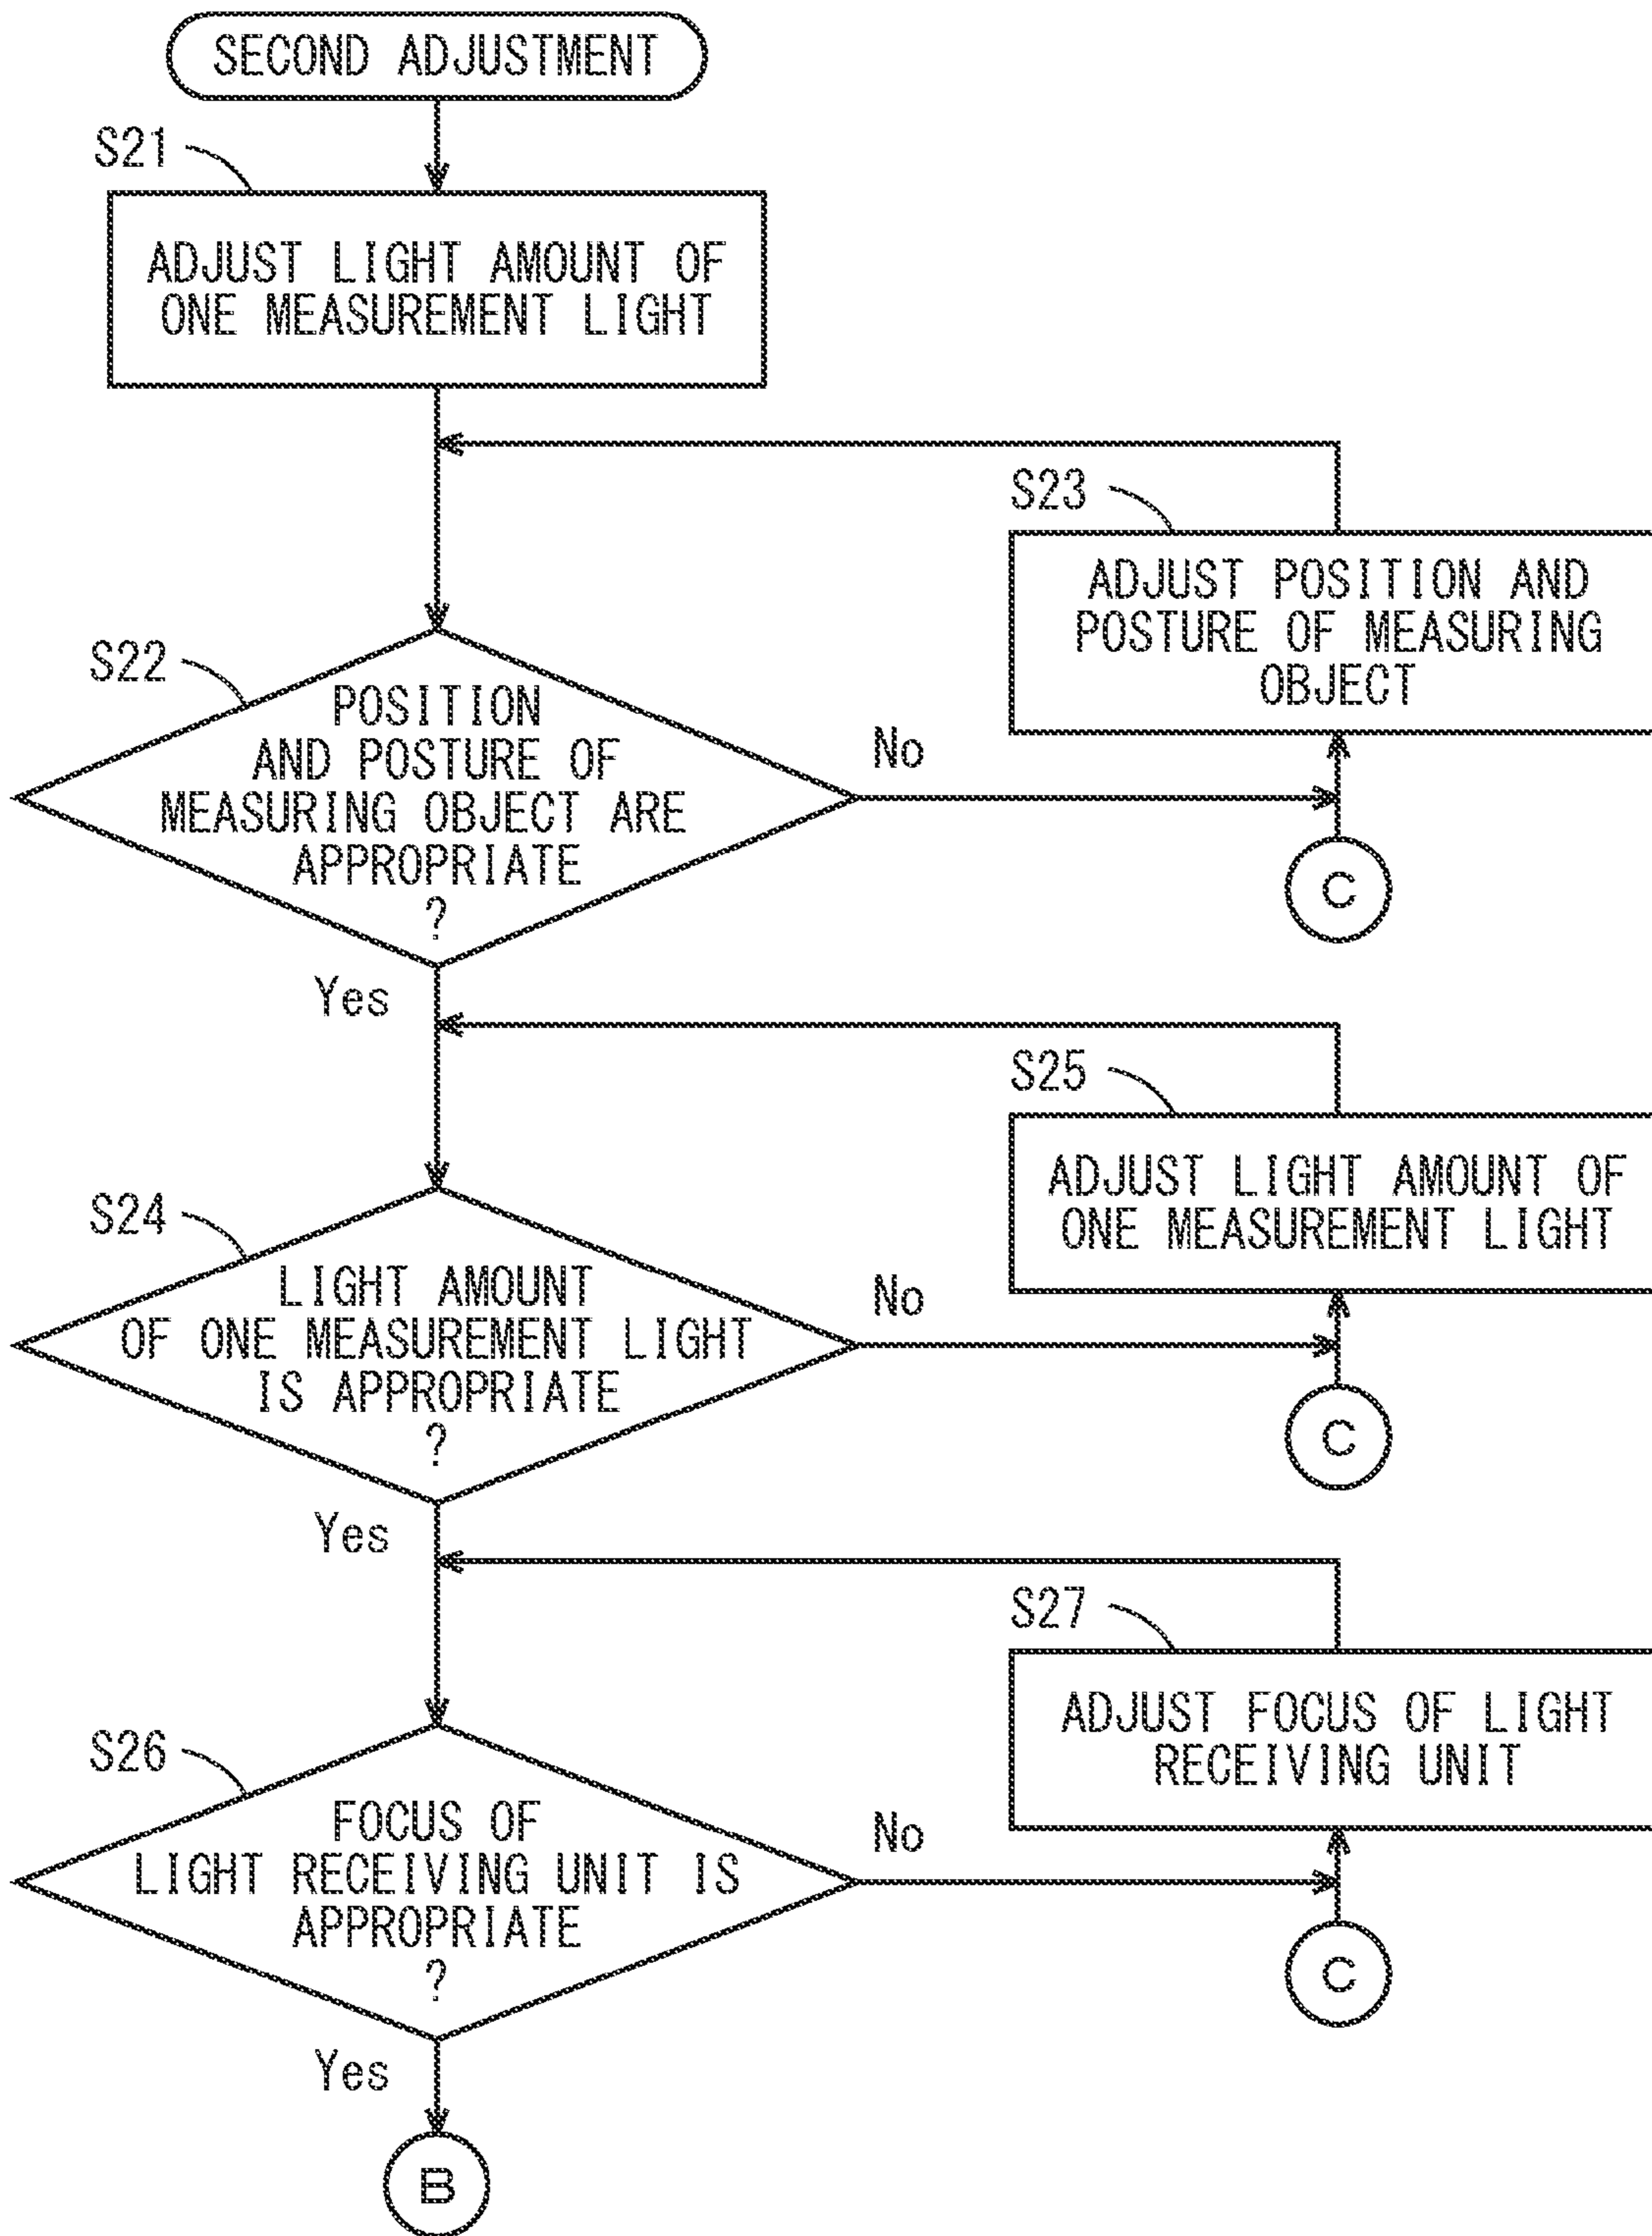 SECOND ADJUSTMENT
S21
ADJUST LIGHT AMOUNT OF
ONE MEASUREMENT LIGHT
S23
ADJUST POSITION AND
POSTURE OF MEASURING
OBJECT
S22
POSITION
AND POSTURE OF
MEASURING OBJECT ARE
APPROPRIATE
?
No
C
Yes
S25
ADJUST LIGHT AMOUNT OF
ONE MEASUREMENT LIGHT
S24
LIGHT AMOUNT
OF ONE MEASUREMENT LIGHT
IS APPROPRIATE
?
No
C
Yes
S27
ADJUST FOCUS OF LIGHT
RECEIVING UNIT
S26
FOCUS OF
LIGHT RECEIVING UNIT IS
APPROPRIATE
?
No
C
Yes
B